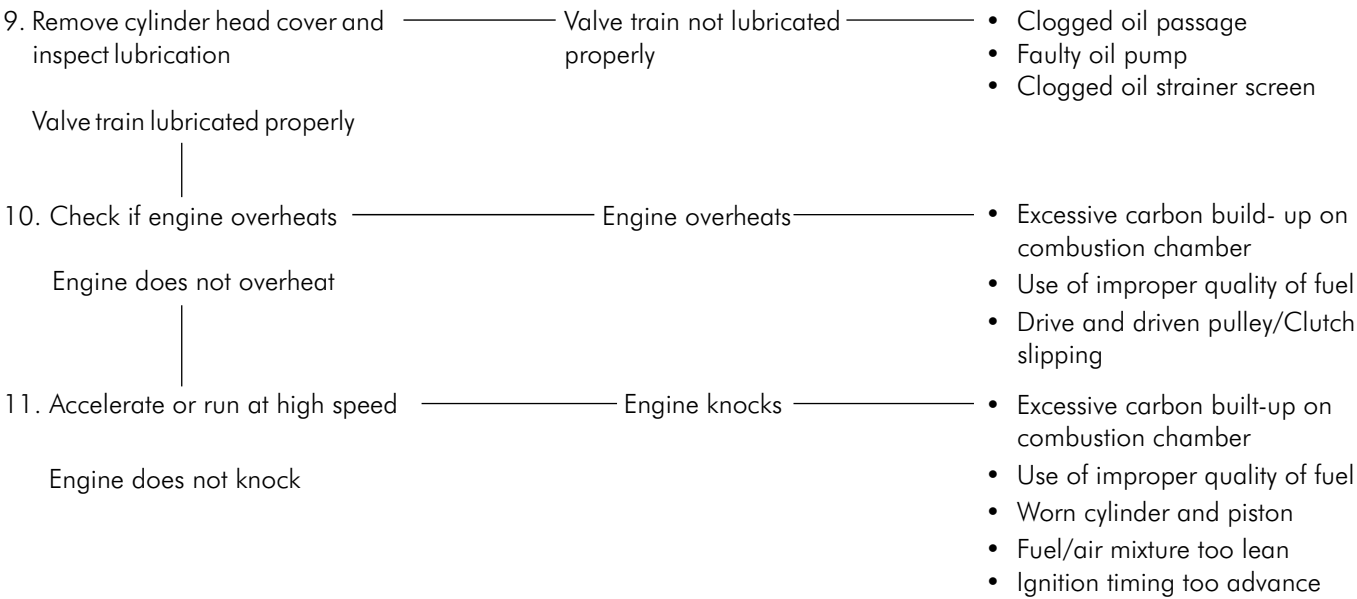 9. Remove cylinder head cover and
inspect lubrication
Valve train not lubricated
properly
• Clogged oil passage
• Faulty oil pump
• Clogged oil strainer screen
Valve train lubricated properly
10. Check if engine overheats
Engine overheats
• Excessive carbon build- up on
combustion chamber
• Use of improper quality of fuel
• Drive and driven pulley/Clutch
slipping
Engine does not overheat
11. Accelerate or run at high speed
Engine knocks
• Excessive carbon built-up on
combustion chamber
• Use of improper quality of fuel
• Worn cylinder and piston
• Fuel/air mixture too lean
• Ignition timing too advance
Engine does not knock